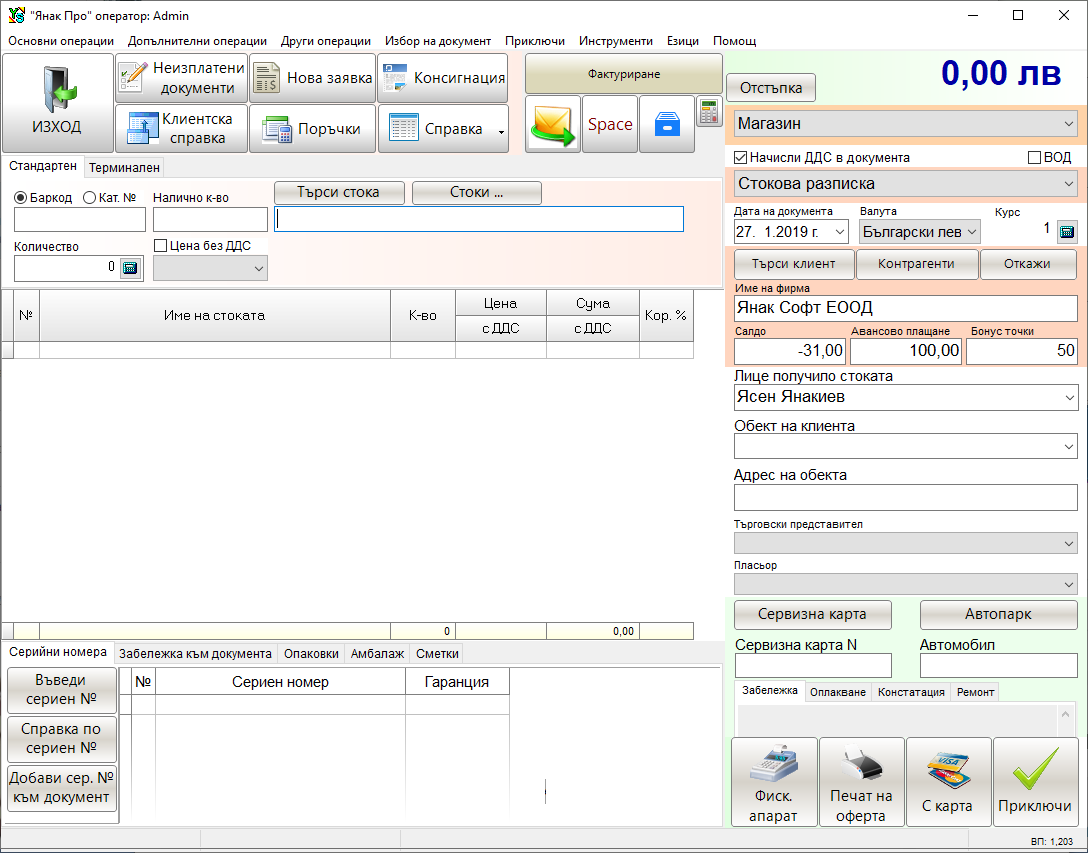 "Янак Про" оператор: Admin
Основни операции Допълнителни операции Други операции Избор на документ Приключи Инструменти Езици Помощ
ИЗХОД
Неизплатени
документи
Нова заявка
Консигнация
Клиентска
справка
Поръчки
Справка
Фактуриране
Space
Отстъпка
0,00 лв
Магазин
Начисли ДДС в документа
ВОД
Стокова разписка
Дата на документа Валута Курс
27. 1.2019 г. Български лев 1
Търси клиент Контрагенти Откажи
Име на фирма
Янак Софт ЕООД
Салдо Авансово плащане Бонус точки
-31,00 100,00 50
Лице получило стоката
Ясен Янакиев
Обект на клиента
Адрес на обекта
Търговски представител
Пласьор
Сервизна карта Автопарк
Сервизна карта N Автомобил
Забележка Оплакване Констатация Ремонт
Фиск.
апарат
Печат на
оферта
С карта
Приключи
Стандартен Терминален
Баркод Кат. № Налично к-во
Търси стока Стоки ...
Количество Цена без ДДС
0
№ Име на стоката К-во Цена Сума Кор. %
с ДДС с ДДС
0 0,00
Серийни номера Забележка към документа Опаковки Амбалаж Сметки
Въведи
сериен №
Справка по
сериен №
Добави сер. №
към документ
№ Сериен номер Гаранция
ВП: 1,203